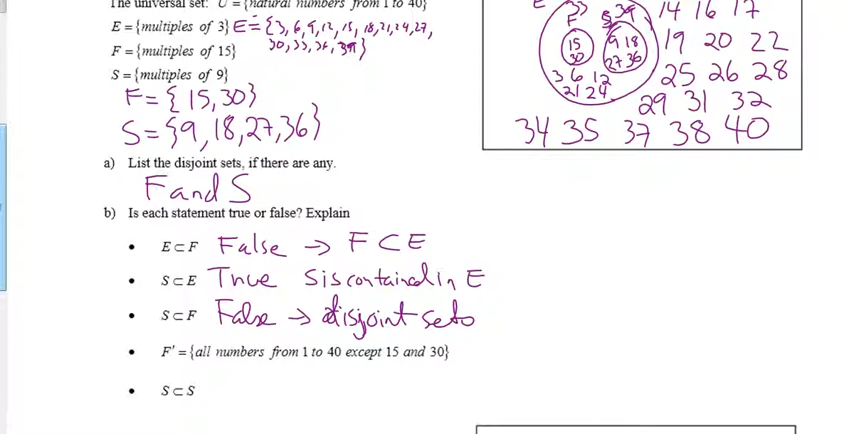 The universal set: U = {natural numbers from 1 to 40}
E = {multiples of 3} E = {3, 6, 9, 12, 15, 18, 21, 24, 27,
30, 33, 36, 39}
F = {multiples of 15}
S = {multiples of 9}
F = { 15, 30}
S = {9, 18, 27, 36}
E 33 39 14 16 17
F S
15 9 18 19 20 22
30 27 36
3 6 12 25 26 28
21 24 29 31 32
34 35 37 38 40
a) List the disjoint sets, if there are any.
F and S
b) Is each statement true or false? Explain
• E ⊂ F False → F ⊂ E
• S ⊂ E True S is contained in E
• S ⊂ F False → disjoint sets
• F' = {all numbers from 1 to 40 except 15 and 30}
• S ⊂ S